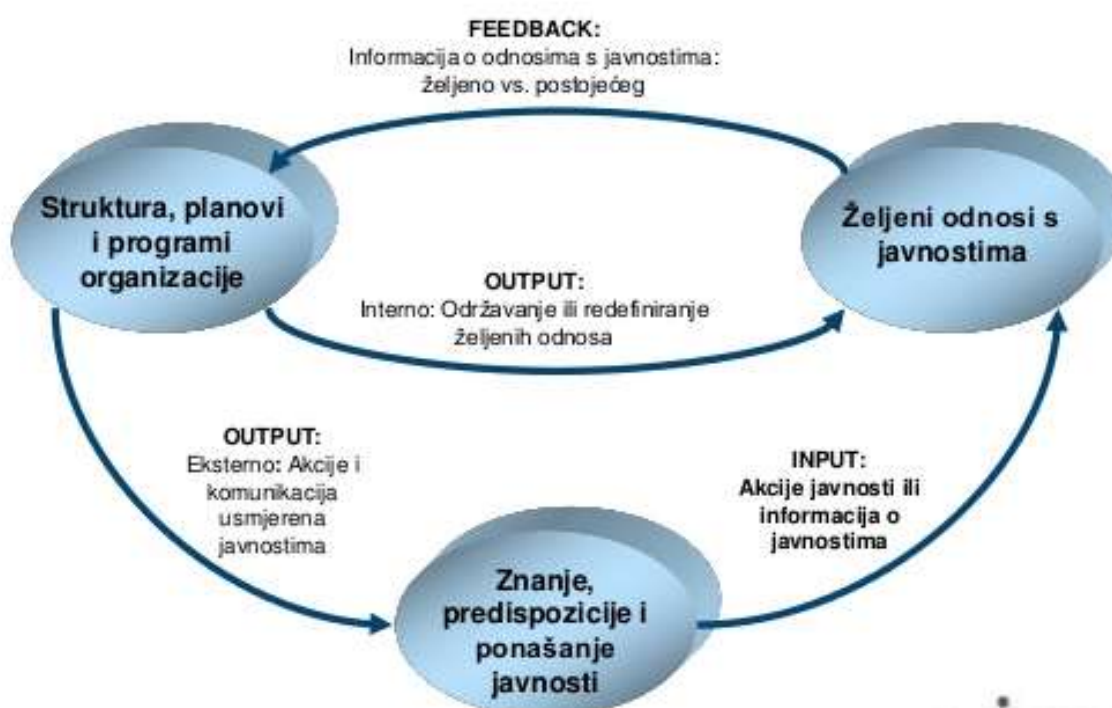 FEEDBACK:
Informacija o odnosima s javnostima:
željeno vs. postojećeg
Struktura, planovi
i programi
organizacije
Željeni odnosi s
javnostima
OUTPUT:
Interno: Održavanje ili redefiniranje
željenih odnosa
OUTPUT:
Eksterno: Akcije i
komunikacija
usmjerena
javnostima
INPUT:
Akcije javnosti ili
informacija o
javnostima
Znanje,
predispozicije i
ponašanje
javnosti